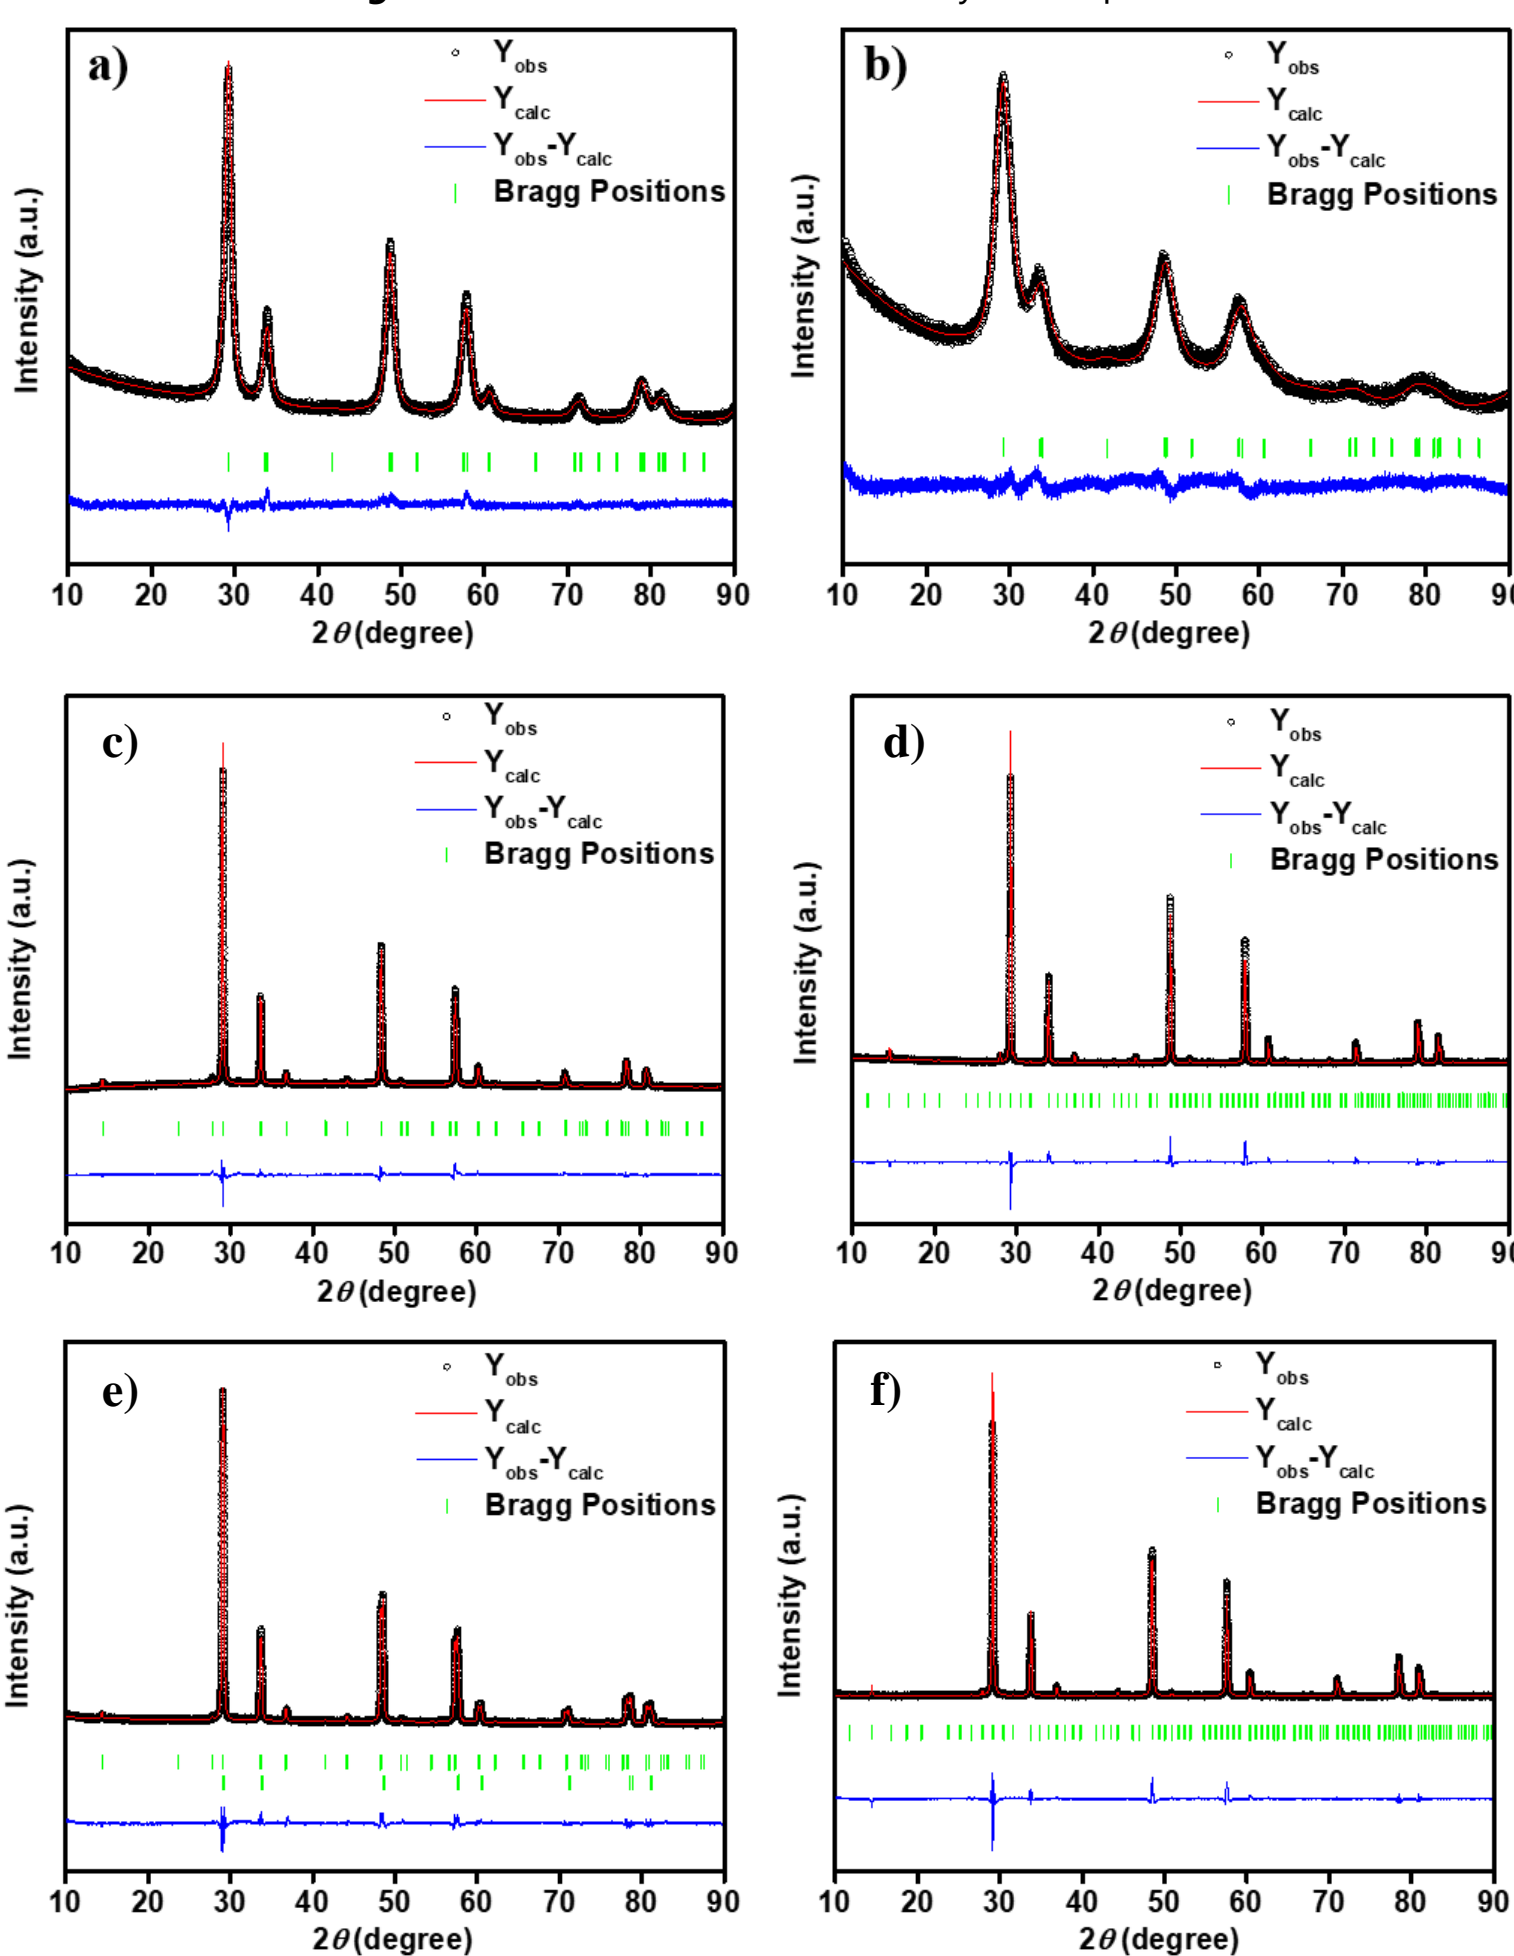 a)
Y obs
Y calc
Y obs-Y calc
Bragg Positions
Intensity (a.u.)
10 20 30 40 50 60 70 80 90
2θ (degree)
b)
Y obs
Y calc
Y obs-Y calc
Bragg Positions
Intensity (a.u.)
10 20 30 40 50 60 70 80
2θ (degree)
c)
Y obs
Y calc
Y obs-Y calc
Bragg Positions
Intensity (a.u.)
10 20 30 40 50 60 70 80 90
2θ (degree)
d)
Y obs
Y calc
Y obs-Y calc
Bragg Positions
Intensity (a.u.)
10 20 30 40 50 60 70 80
2θ (degree)
e)
Y obs
Y calc
Y obs-Y calc
Bragg Positions
Intensity (a.u.)
10 20 30 40 50 60 70 80 90
2θ (degree)
f)
Y obs
Y calc
Y obs-Y calc
Bragg Positions
Intensity (a.u.)
10 20 30 40 50 60 70 80 90
2θ (degree)